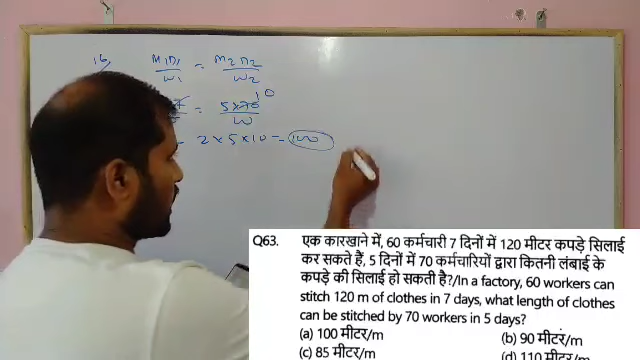 16
M1D1 / W1 = M2D2 / W2
= 5 × 70 10 / W
= 2 × 5 × 10 = 100
Q63. एक कारखाने में, 60 कर्मचारी 7 दिनों में 120 मीटर कपड़े सिलाई
कर सकते हैं, 5 दिनों में 70 कर्मचारियों द्वारा कितनी लंबाई के
कपड़े की सिलाई हो सकती है?/In a factory, 60 workers can
stitch 120 m of clothes in 7 days, what length of clothes
can be stitched by 70 workers in 5 days?
(a) 100 मीटर/m (b) 90 मीटर/m
(c) 85 मीटर/m (d) 110 मीटर/m